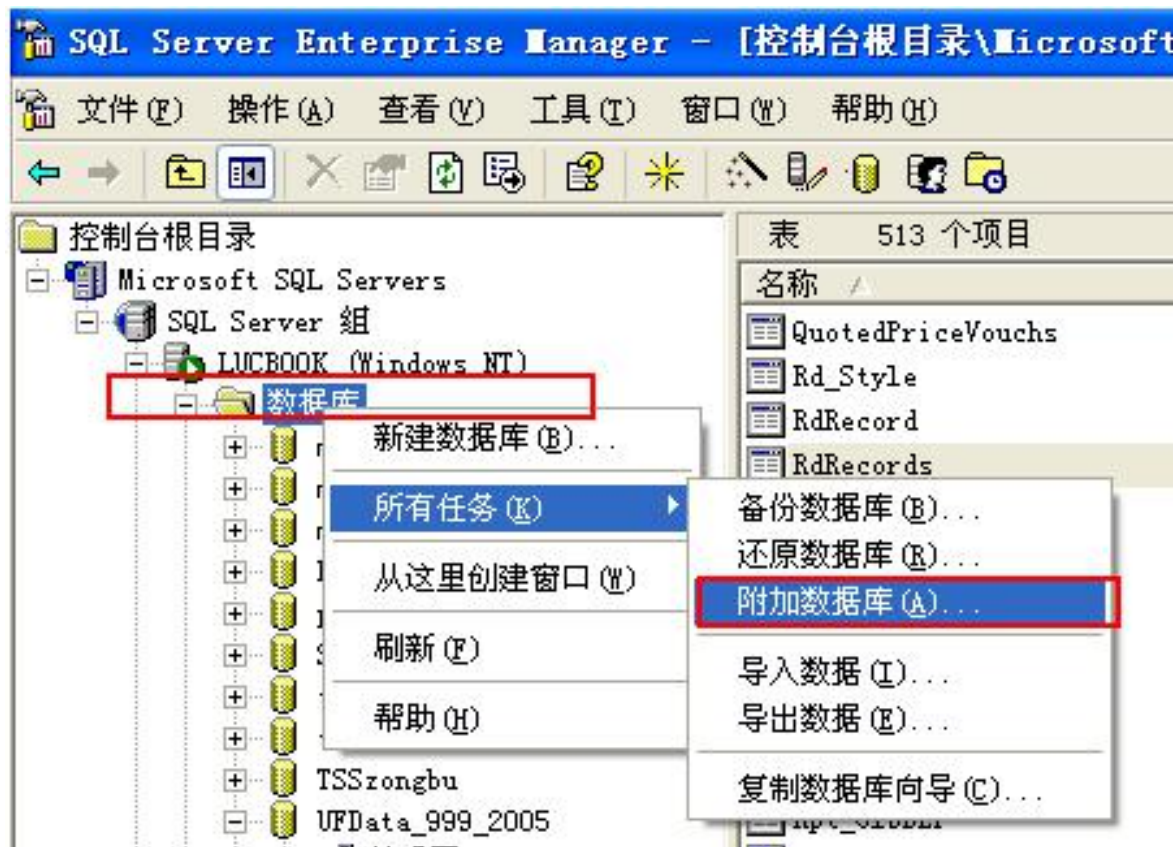 SQL Server Enterprise Manager - [控制台根目录\Microsoft
文件(F) 操作(A) 查看(V) 工具(T) 窗口(W) 帮助(H)
控制台根目录
表 513 个项目
Microsoft SQL Servers
名称
SQL Server 组
QuotedPriceVouchs
LUCBOOK (Windows NT)
Rd_Style
数据库
RdRecord
新建数据库(B)...
RdRecords
所有任务(K)
备份数据库(B)...
还原数据库(R)...
从这里创建窗口(W)
附加数据库(A)...
刷新(F)
导入数据(I)...
帮助(H)
导出数据(E)...
TSSzongbu
复制数据库向导(C)...
UFData_999_2005